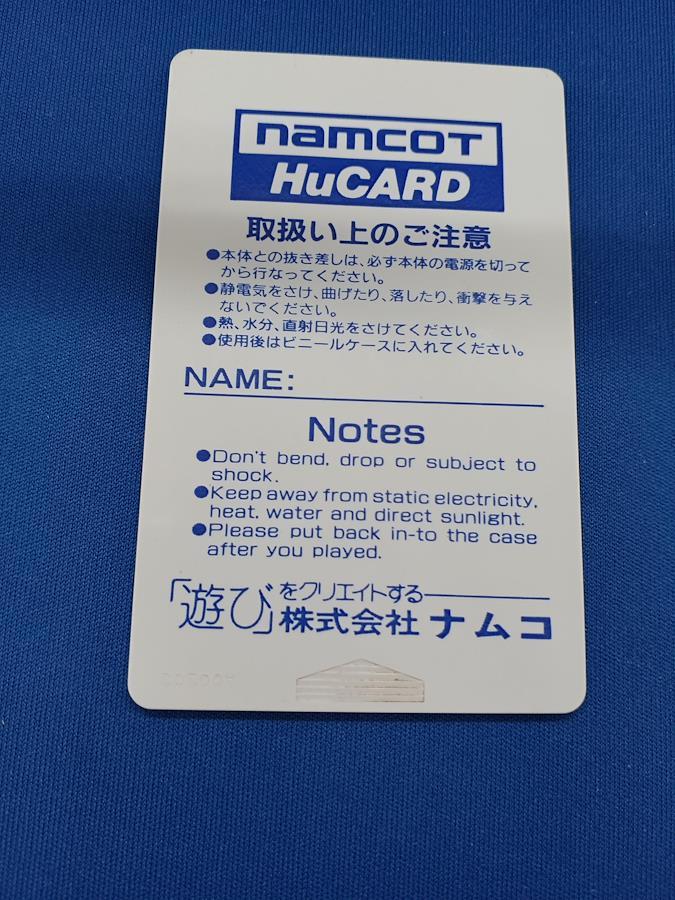 namcot
HuCARD
取扱い上のご注意
●本体との抜き差しは、必ず本体の電源を切って
から行なってください。
●静電気をさけ、曲げたり、落したり、衝撃を与え
ないでください。
●熱、水分、直射日光をさけてください。
●使用後はビニールケースに入れてください。
NAME:
Notes
●Don't bend, drop or subject to
shock.
●Keep away from static electricity,
heat, water and direct sunlight.
●Please put back in-to the case
after you played.
「遊び」をクリエイトする
株式会社ナムコ